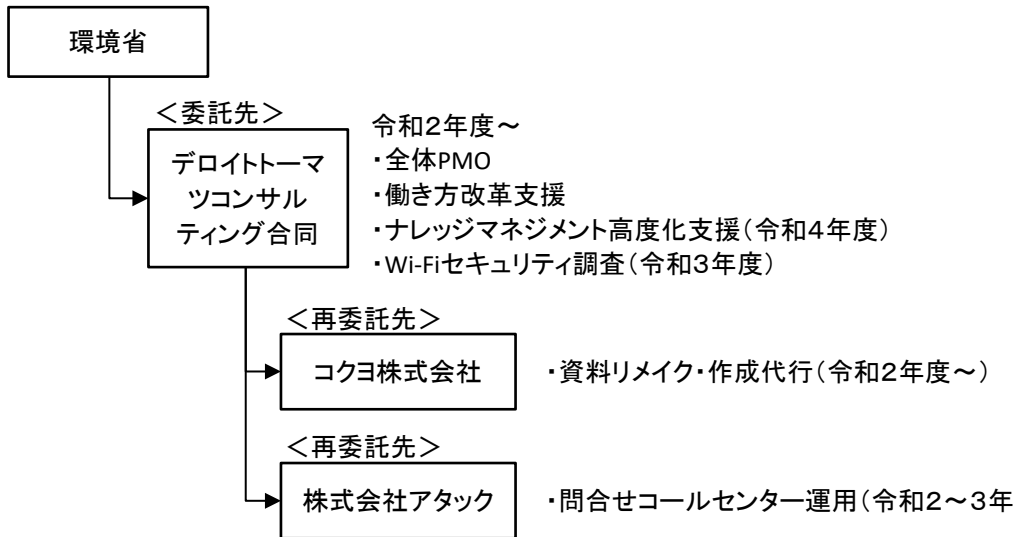 環境省
＜委託先＞
デロイトトーマ
ツコンサル
ティング合同
令和２年度～
・全体PMO
・働き方改革支援
・ナレッジマネジメント高度化支援（令和４年度）
・Wi-Fiセキュリティ調査（令和３年度）
＜再委託先＞
コクヨ株式会社
・資料リメイク・作成代行（令和２年度～）
＜再委託先＞
株式会社アタック
・問合せコールセンター運用（令和２～３年